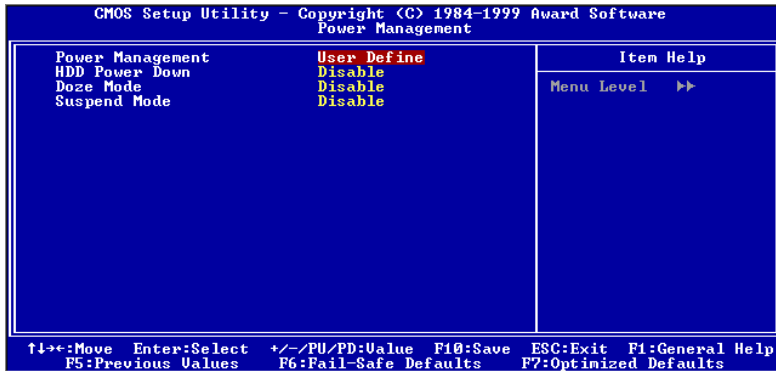 CMOS Setup Utility – Copyright (C) 1984-1999 Award Software
Power Management
Power Management User Define
HDD Power Down Disable
Doze Mode Disable
Suspend Mode Disable
Item Help
Menu Level ▸▸
↑↓→←:Move Enter:Select +/-/PU/PD:Value F10:Save ESC:Exit F1:General Help
F5:Previous Values F6:Fail-Safe Defaults F7:Optimized Defaults